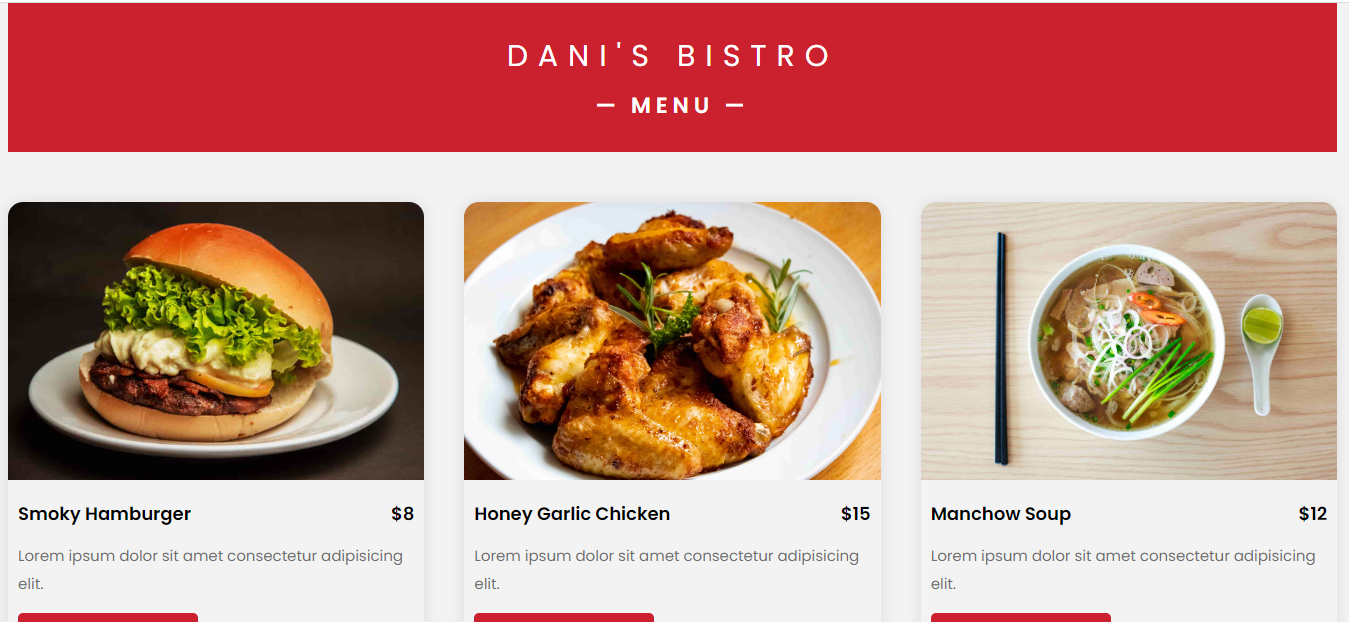 DANI'S BISTRO
— MENU —
Smoky Hamburger $8
Lorem ipsum dolor sit amet consectetur adipisicing
elit.
Honey Garlic Chicken $15
Lorem ipsum dolor sit amet consectetur adipisicing
elit.
Manchow Soup $12
Lorem ipsum dolor sit amet consectetur adipisicing
elit.